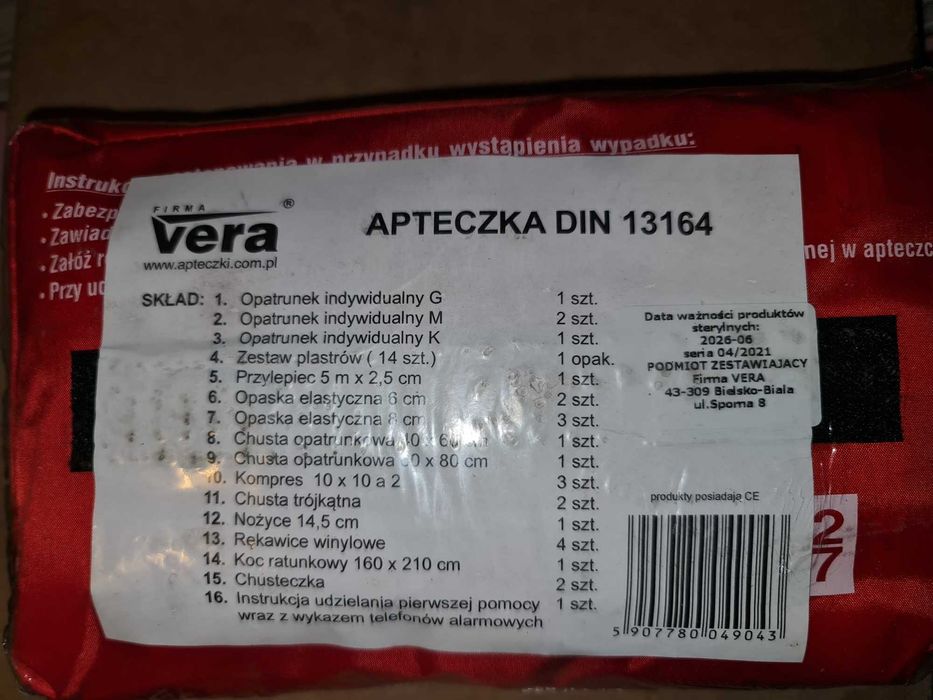 Instruk wystąpienia wypadku:
w przypadku
• Zabezp
• Zawiad
• Załóż nej w aptecz
• Przy
FIRMA
vera®
www.apteczki.com.pl
APTECZKA DIN 13164
SKŁAD: 1. Opatrunek indywidualny G 1 szt.
2. Opatrunek indywidualny M 2 szt.
3. Opatrunek indywidualny K 1 szt.
4. Zestaw plastrów ( 14 szt.) 1 opak.
5. Przylepiec 5 m x 2,5 cm 1 szt.
6. Opaska elastyczna 6 cm 2 szt.
7. Opaska elastyczna 8 cm 3 szt.
8. Chusta opatrunkowa 1 szt.
9. Chusta opatrunkowa x 80 cm 1 szt.
10. Kompres 10 x 10 a 2 3 szt.
11. Chusta trójkątna 2 szt.
12. Nożyce 14,5 cm 1 szt.
13. Rękawice winylowe 4 szt.
14. Koc ratunkowy 160 x 210 cm 1 szt.
15. Chusteczka 2 szt.
16. Instrukcja udzielania pierwszej pomocy 1 szt.
wraz z wykazem telefonów alarmowych
Data ważności produktów
sterylnych:
2026-06
seria 04/2021
PODMIOT ZESTAWIAJACY
Firma VERA
43-309 Bielsko-Biala
ul.Sporna 8
produkty posiadają CE
2
7
5 907780 049043